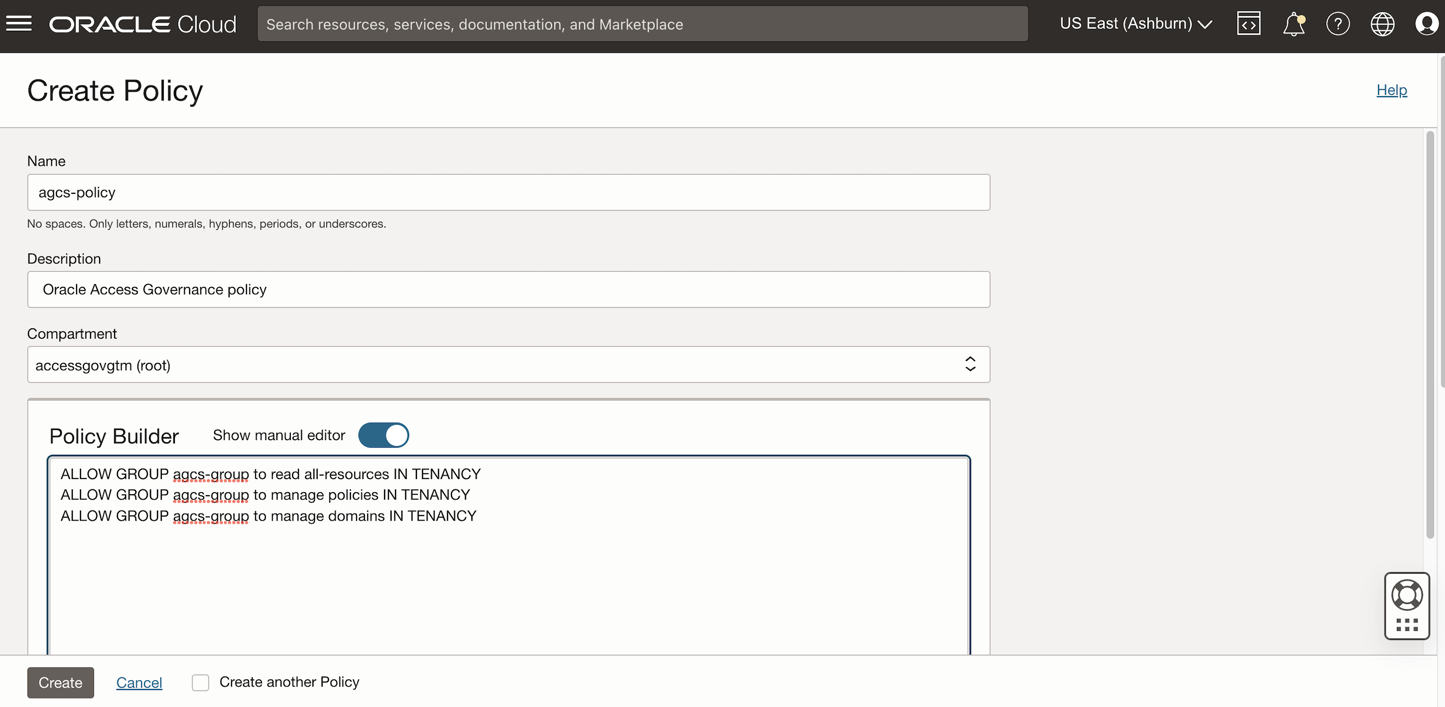 ORACLE Cloud
Search resources, services, documentation, and Marketplace
US East (Ashburn)
Create Policy
Help
Name
agcs-policy
No spaces. Only letters, numerals, hyphens, periods, or underscores.
Description
Oracle Access Governance policy
Compartment
accessgovgtm (root)
Policy Builder
Show manual editor
ALLOW GROUP agcs-group to read all-resources IN TENANCY
ALLOW GROUP agcs-group to manage policies IN TENANCY
ALLOW GROUP agcs-group to manage domains IN TENANCY
Create
Cancel
Create another Policy